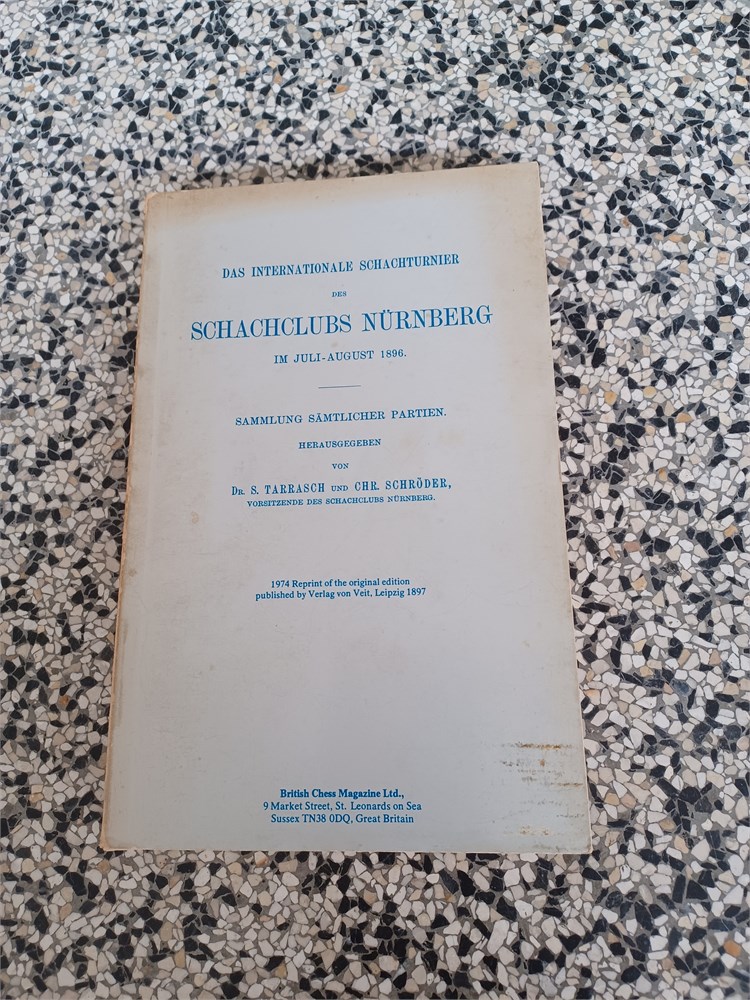 DAS INTERNATIONALE SCHACHTURNIER
DES
SCHACHCLUBS NÜRNBERG
IM JULI-AUGUST 1896.
SAMMLUNG SÄMTLICHER PARTIEN.
HERAUSGEGEBEN
VON
DR. S. TARRASCH UND CHR. SCHRÖDER,
VORSITZENDE DES SCHACHCLUBS NÜRNBERG.
1974 Reprint of the original edition
published by Verlag von Veit, Leipzig 1897
British Chess Magazine Ltd.,
9 Market Street, St. Leonards on Sea
Sussex TN38 0DQ, Great Britain